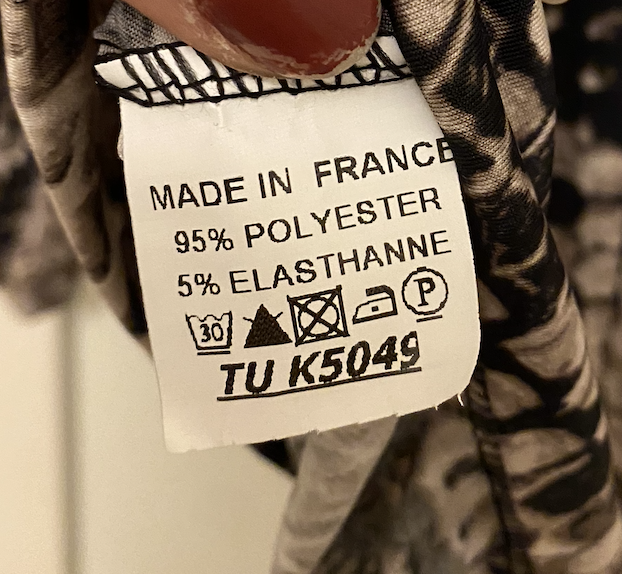 MADE IN FRANCE
95% POLYESTER
5% ELASTHANNE
30 P
TU K5049